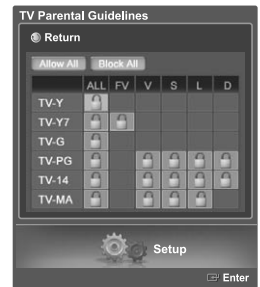 TV Parental Guidelines
Return
Allow All Block All
ALL FV V S L D
TV-Y
TV-Y7
TV-G
TV-PG
TV-14
TV-MA
Setup
Enter